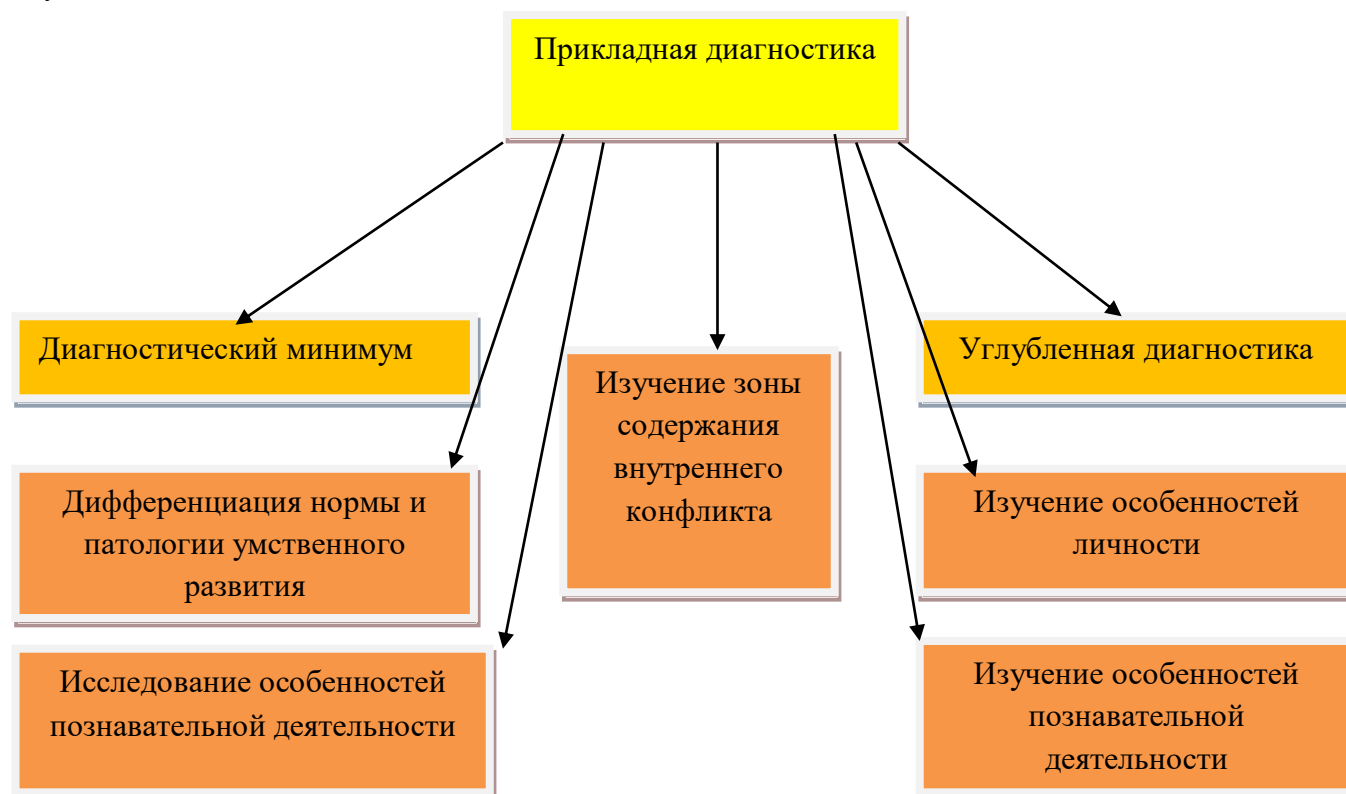 Прикладная диагностика
Диагностический минимум
Углубленная диагностика
Изучение зоны
содержания
внутреннего
конфликта
Дифференциация нормы и
патологии умственного
развития
Изучение особенностей
личности
Исследование особенностей
познавательной деятельности
Изучение особенностей
познавательной
деятельности